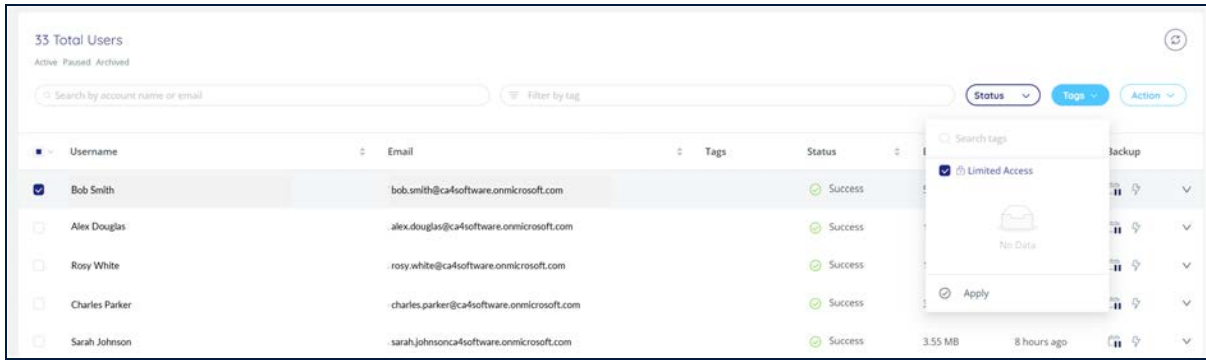 33 Total Users
Active Paused Archived
Search by account name or email Filter by tag Status Tags Action
Search tags
Username Email Tags Status Backup
Limited Access
Bob Smith bob.smith@ca4software.onmicrosoft.com Success
Alex Douglas alex.douglas@ca4software.onmicrosoft.com Success
No Data
Rosy White rosy.white@ca4software.onmicrosoft.com Success
Apply
Charles Parker charles.parker@ca4software.onmicrosoft.com Success
Sarah Johnson sarah.johnsonca4software.onmicrosoft.com Success 3.55 MB 8 hours ago